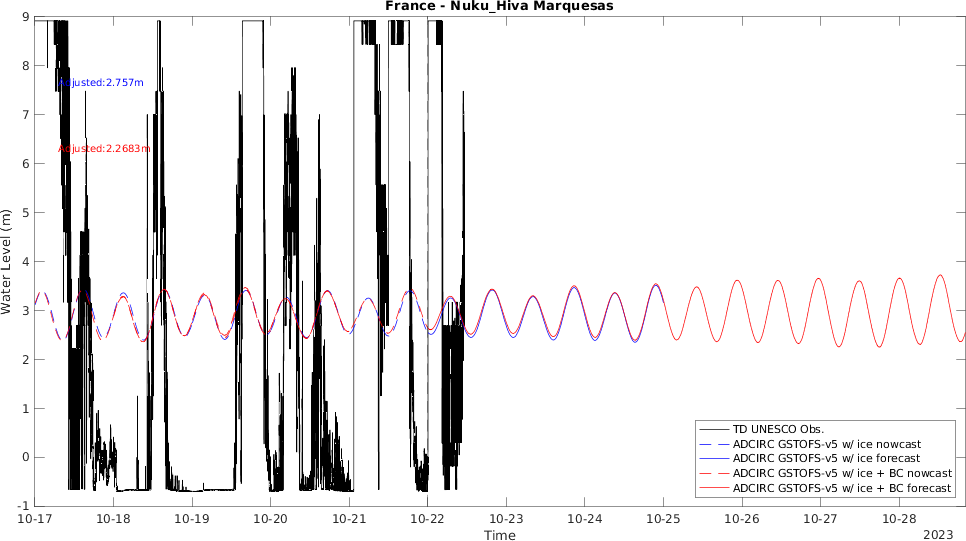 France - Nuku_Hiva Marquesas
9
8
7
6
5
4
3
2
1
0
-1
Water Level (m)
Adjusted:2.757m
Adjusted:2.2683m
TD UNESCO Obs.
ADCIRC GSTOFS-v5 w/ ice nowcast
ADCIRC GSTOFS-v5 w/ ice forecast
ADCIRC GSTOFS-v5 w/ ice + BC nowcast
ADCIRC GSTOFS-v5 w/ ice + BC forecast
10-17 10-18 10-19 10-20 10-21 10-22 10-23 10-24 10-25 10-26 10-27 10-28
Time
2023